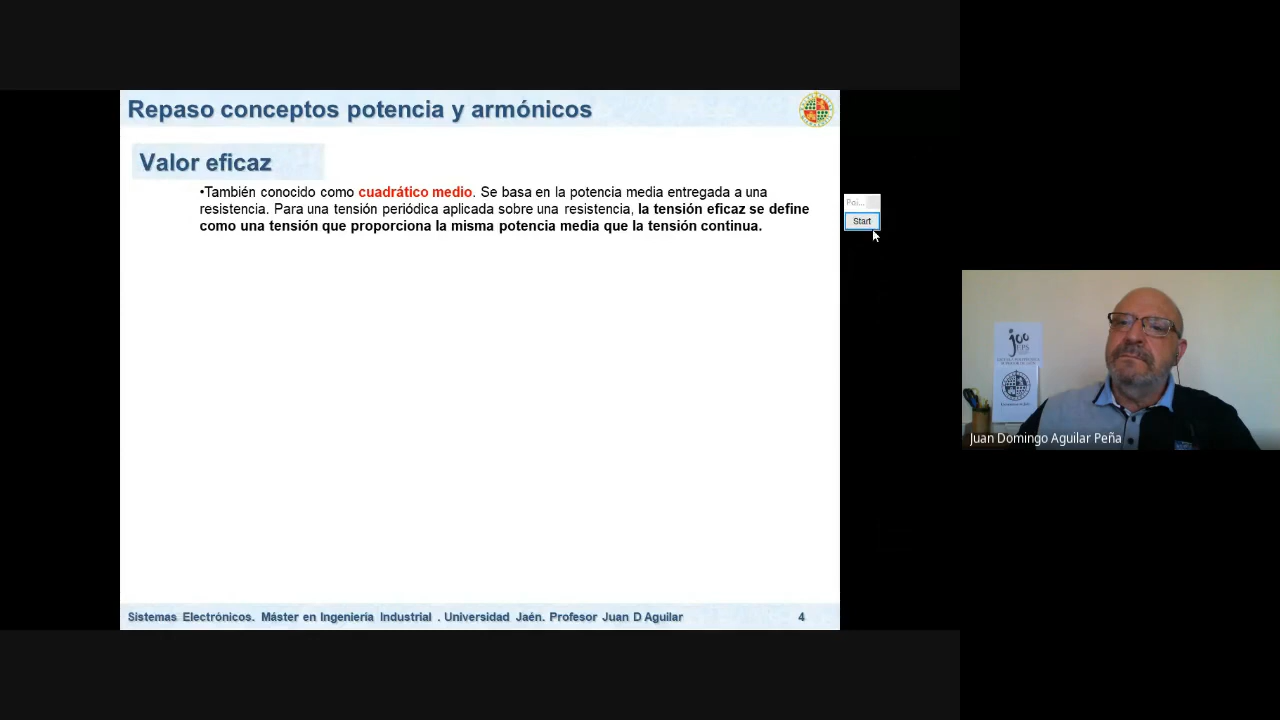 Repaso conceptos potencia y armónicos
Valor eficaz
•También conocido como cuadrático medio. Se basa en la potencia media entregada a una
resistencia. Para una tensión periódica aplicada sobre una resistencia, la tensión eficaz se define
como una tensión que proporciona la misma potencia media que la tensión continua.
Poi...
Start
Juan Domingo Aguilar Peña
Sistemas Electrónicos. Máster en Ingeniería Industrial . Universidad Jaén. Profesor Juan D Aguilar
4